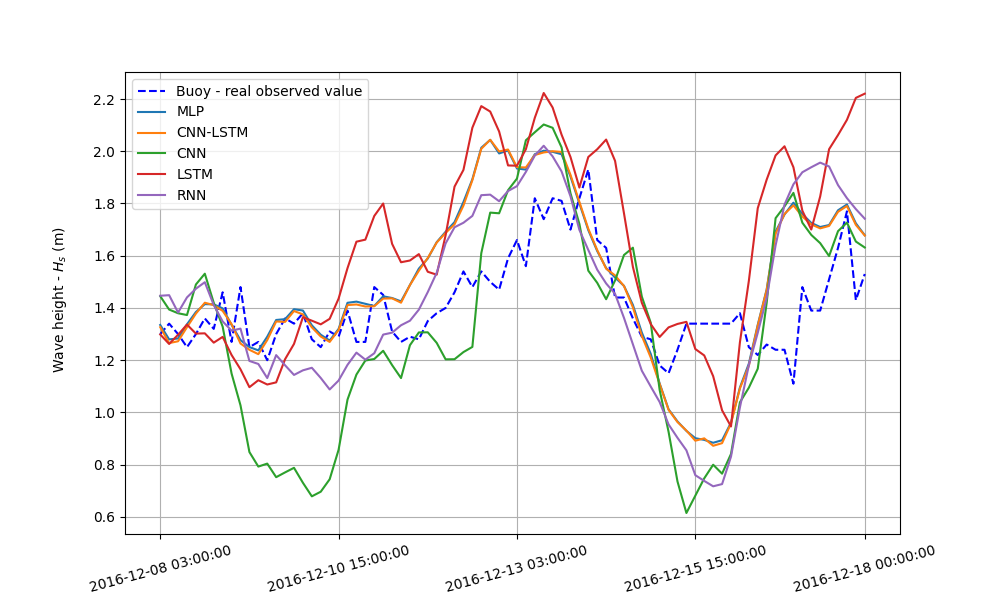 Buoy - real observed value
MLP
CNN-LSTM
CNN
LSTM
RNN
Wave height - Hₛ (m)
2.2
2.0
1.8
1.6
1.4
1.2
1.0
0.8
0.6
2016-12-08 03:00:00
2016-12-10 15:00:00
2016-12-13 03:00:00
2016-12-15 15:00:00
2016-12-18 00:00:00